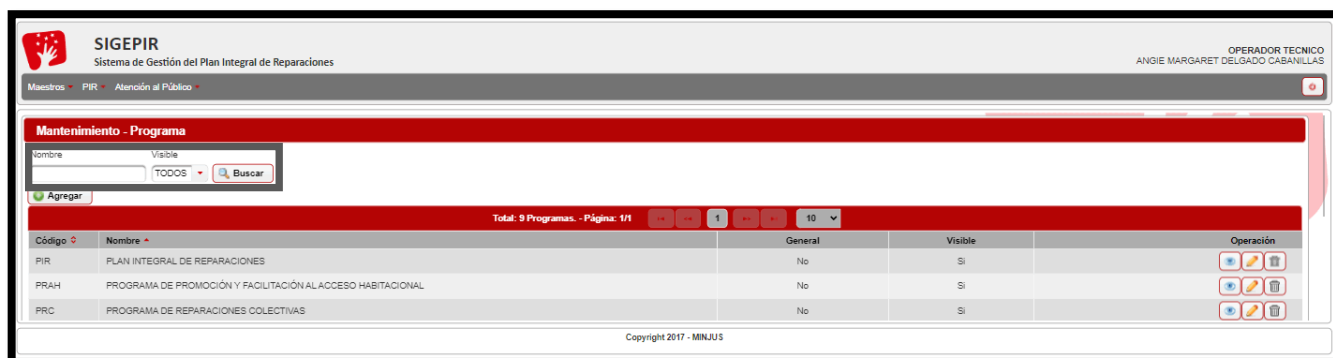 SIGEPIR
Sistema de Gestión del Plan Integral de Reparaciones
OPERADOR TECNICO
ANGIE MARGARET DELGADO CABANILLAS
Maestros PIR Atención al Público
Mantenimiento - Programa
Nombre Visible
TODOS Buscar
Agregar
Total: 9 Programas. - Página: 1/1 1 10
Código Nombre General Visible Operación
PIR PLAN INTEGRAL DE REPARACIONES No Si
PRAH PROGRAMA DE PROMOCIÓN Y FACILITACIÓN AL ACCESO HABITACIONAL No Si
PRC PROGRAMA DE REPARACIONES COLECTIVAS No Si
Copyright 2017 - MINJUS